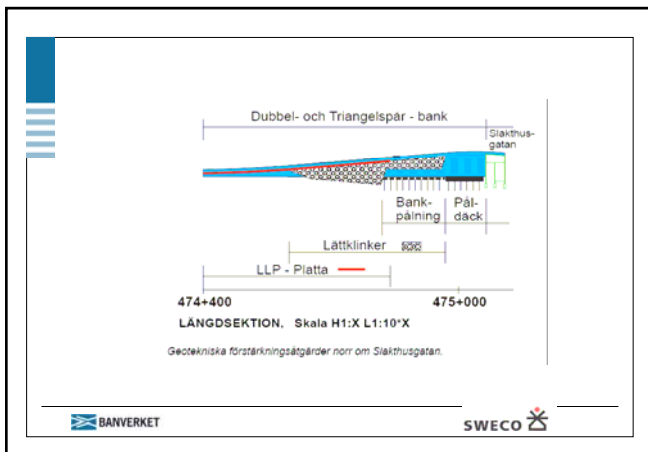 Dubbel- och Triangelspår - bank
Slakthus-
gatan
Bank-
pålning
Pål-
däck
Lättklinker
LLP - Platta
474+400
475+000
LÄNGDSEKTION, Skala H1:X L1:10*X
Geotekniska förstärkningsåtgärder norr om Slakthusgatan.
BANVERKET
SWECO